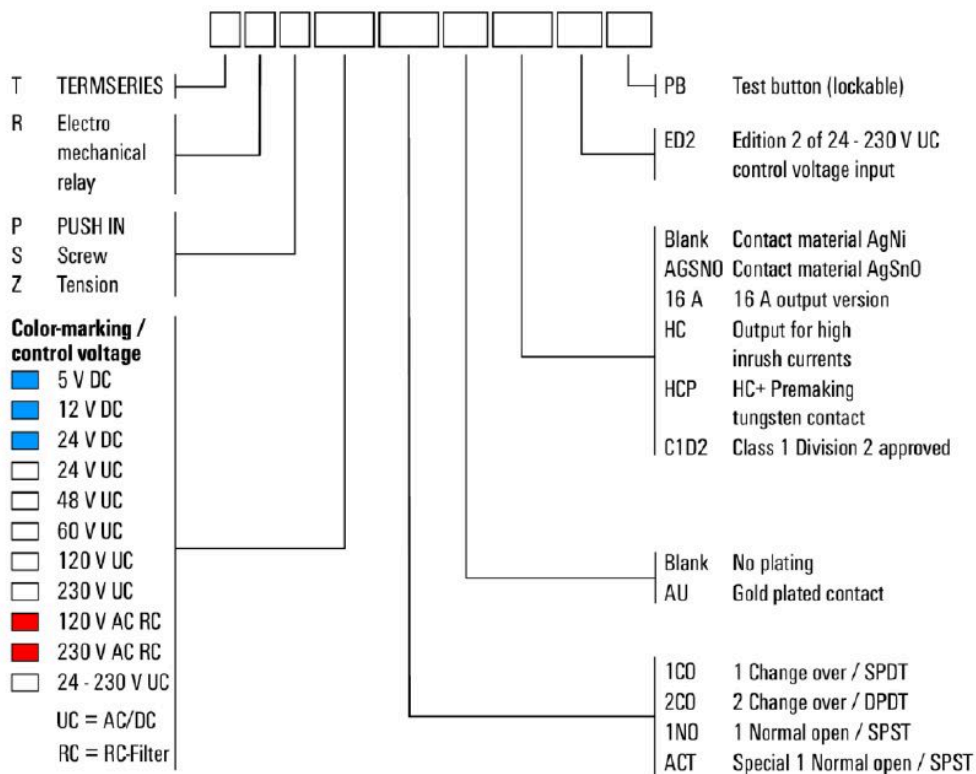 T TERMSERIES
R Electro
mechanical
relay
P PUSH IN
S Screw
Z Tension
Color-marking /
control voltage
5 V DC
12 V DC
24 V DC
24 V UC
48 V UC
60 V UC
120 V UC
230 V UC
120 V AC RC
230 V AC RC
24 - 230 V UC
UC = AC/DC
RC = RC-Filter
PB Test button (lockable)
ED2 Edition 2 of 24 - 230 V UC
control voltage input
Blank Contact material AgNi
AGSNO Contact material AgSnO
16 A 16 A output version
HC Output for high
inrush currents
HCP HC+ Premaking
tungsten contact
C1D2 Class 1 Division 2 approved
Blank No plating
AU Gold plated contact
1CO 1 Change over / SPDT
2CO 2 Change over / DPDT
1NO 1 Normal open / SPST
ACT Special 1 Normal open / SPST